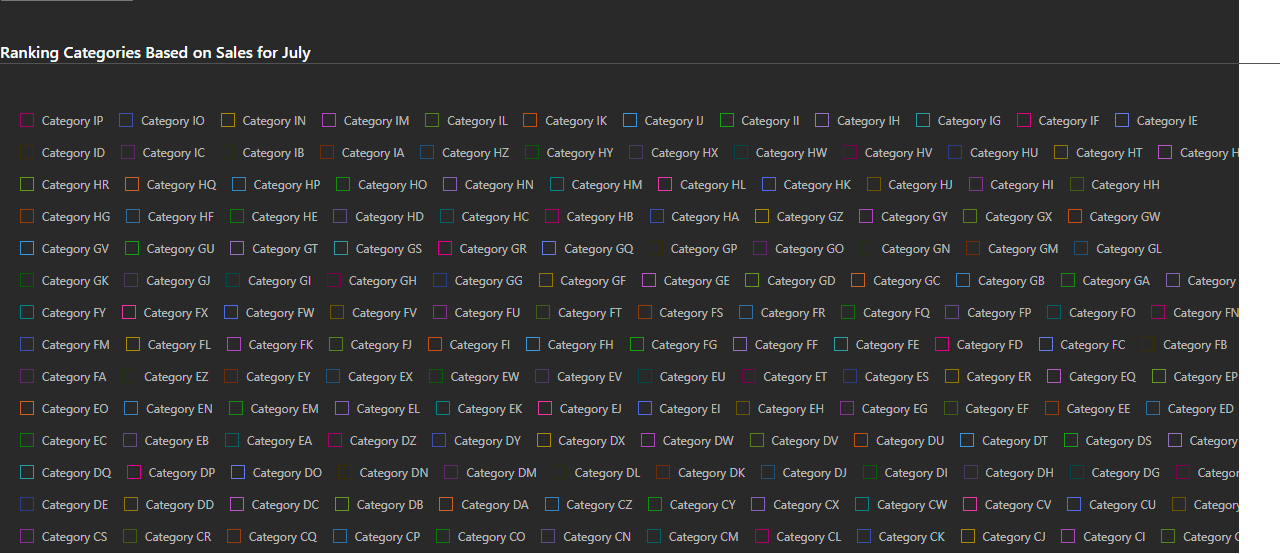 Ranking Categories Based on Sales for July
Category IP Category IO Category IN Category IM Category IL Category IK Category IJ Category II Category IH Category IG Category IF Category IE
Category ID Category IC Category IB Category IA Category HZ Category HY Category HX Category HW Category HV Category HU Category HT Category
Category HR Category HQ Category HP Category HO Category HN Category HM Category HL Category HK Category HJ Category HI Category HH
Category HG Category HF Category HE Category HD Category HC Category HB Category HA Category GZ Category GY Category GX Category GW
Category GV Category GU Category GT Category GS Category GR Category GQ Category GP Category GO Category GN Category GM Category GL
Category GK Category GJ Category GI Category GH Category GG Category GF Category GE Category GD Category GC Category GB Category GA Category
Category FY Category FX Category FW Category FV Category FU Category FT Category FS Category FR Category FQ Category FP Category FO Category FN
Category FM Category FL Category FK Category FJ Category FI Category FH Category FG Category FF Category FE Category FD Category FC Category FB
Category FA Category EZ Category EY Category EX Category EW Category EV Category EU Category ET Category ES Category ER Category EQ Category EP
Category EO Category EN Category EM Category EL Category EK Category EJ Category EI Category EH Category EG Category EF Category EE Category ED
Category EC Category EB Category EA Category DZ Category DY Category DX Category DW Category DV Category DU Category DT Category DS Category
Category DQ Category DP Category DO Category DN Category DM Category DL Category DK Category DJ Category DI Category DH Category DG
Category DE Category DD Category DC Category DB Category DA Category CZ Category CY Category CX Category CW Category CV Category CU Category
Category CS Category CR Category CQ Category CP Category CO Category CN Category CM Category CL Category CK Category CJ Category CI Category